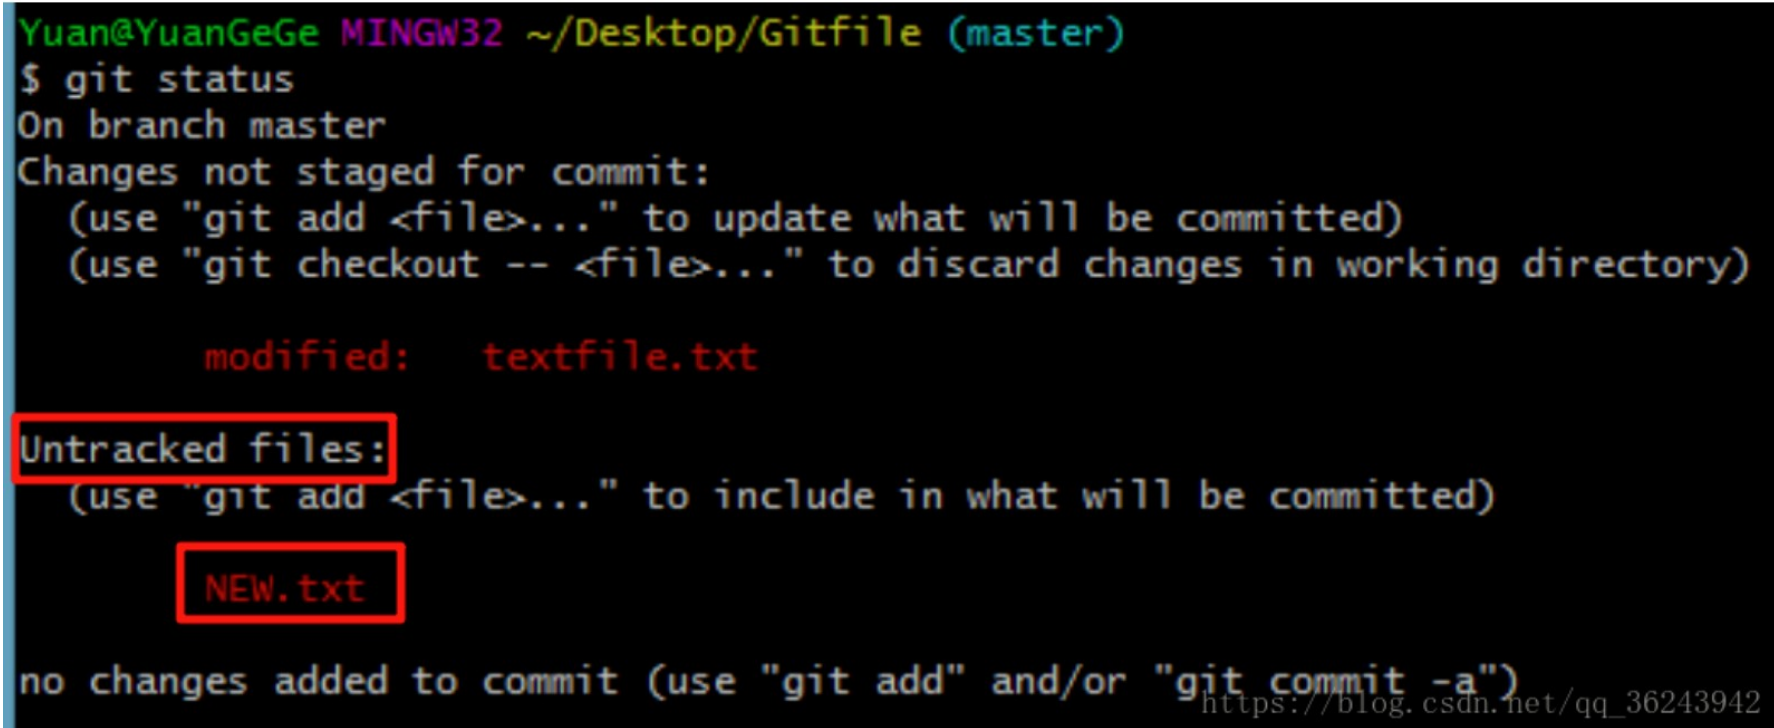 Yuan@YuanGeGe MINGW32 ~/Desktop/Gitfile (master)
$ git status
On branch master
Changes not staged for commit:
  (use "git add <file>..." to update what will be committed)
  (use "git checkout -- <file>..." to discard changes in working directory)
        modified:   textfile.txt
Untracked files:
  (use "git add <file>..." to include in what will be committed)
        NEW.txt
no changes added to commit (use "git add" and/or "git commit -a")
https://blog.csdn.net/qq_36243942